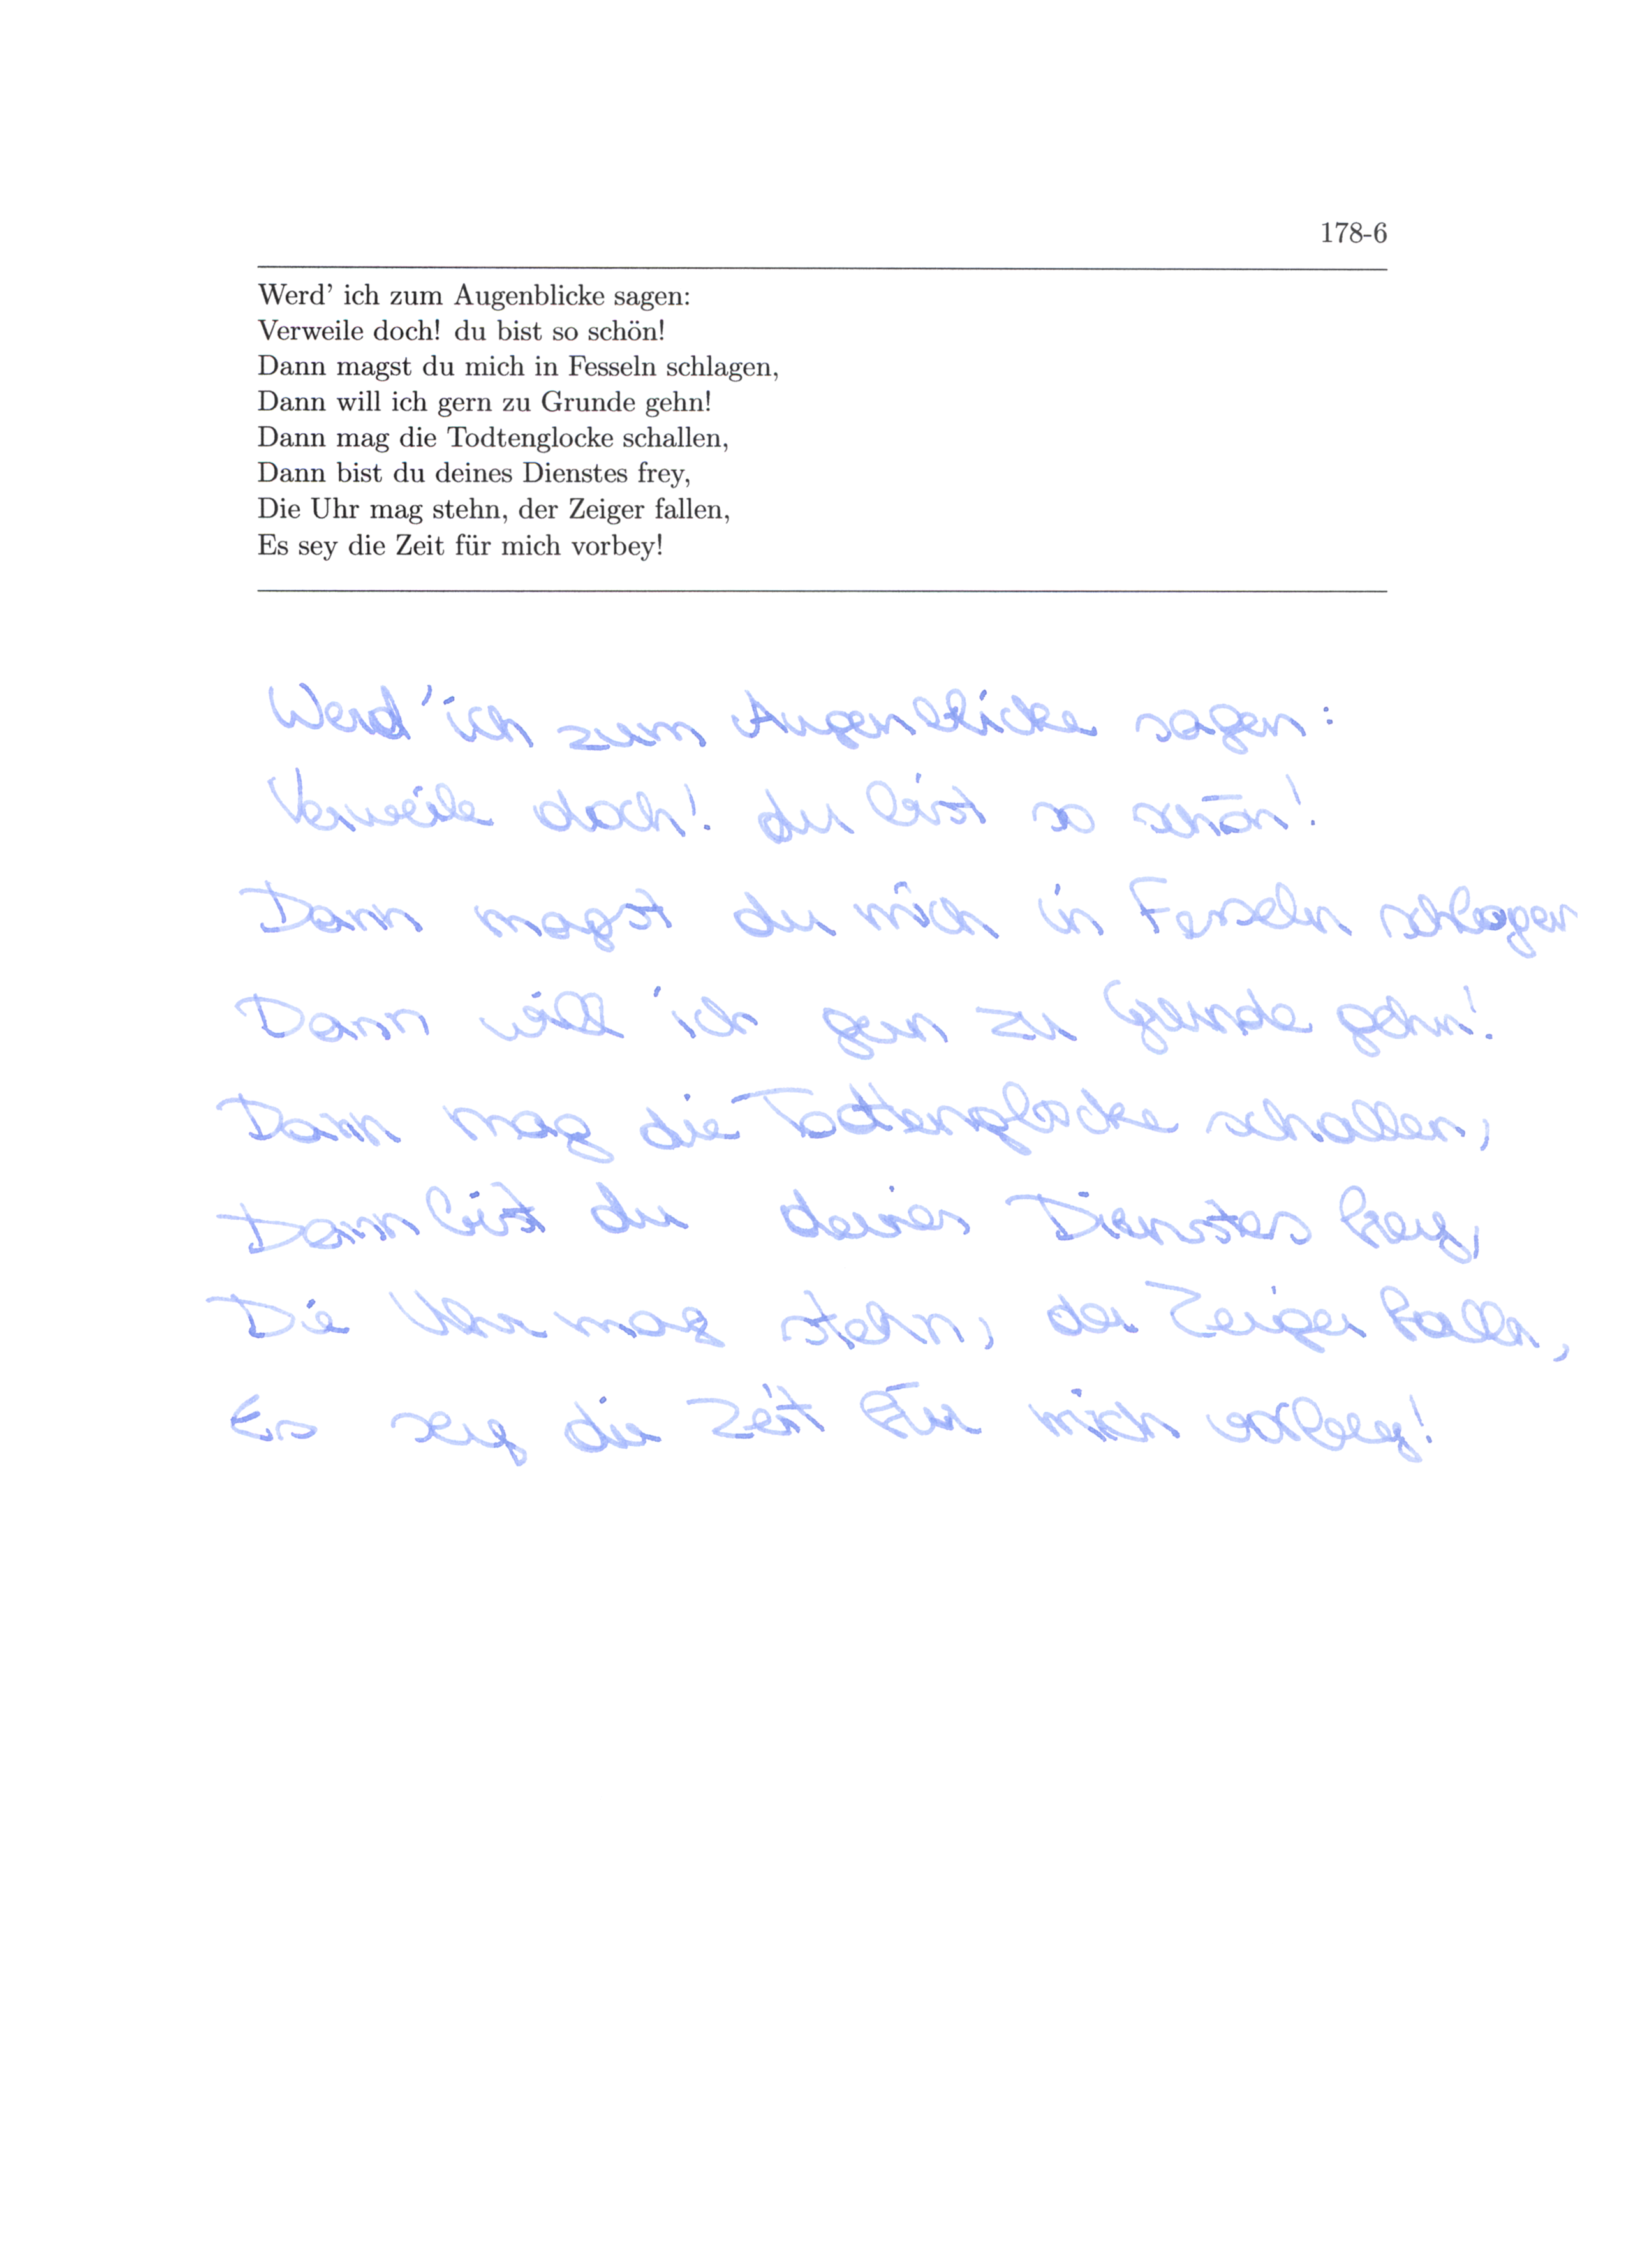 178-6
Werd' ich zum Augenblicke sagen:
Verweile doch! du bist so schön!
Dann magst du mich in Fesseln schlagen,
Dann will ich gern zu Grunde gehn!
Dann mag die Todtenglocke schallen,
Dann bist du deines Dienstes frey,
Die Uhr mag stehn, der Zeiger fallen,
Es sey die Zeit für mich vorbey!
Werd' ich zum Augenblicke sagen:
Verweile doch! du bist so schön!
Dann magst du mich in Fesseln schlagen
Dann will ich gern zu Grunde gehn!
Dann mag die Todtenglocke schallen,
Dann bist du deines Dienstes frey,
Die Uhr mag stehn, der Zeiger fallen,
Es sey die Zeit für mich vorbey!